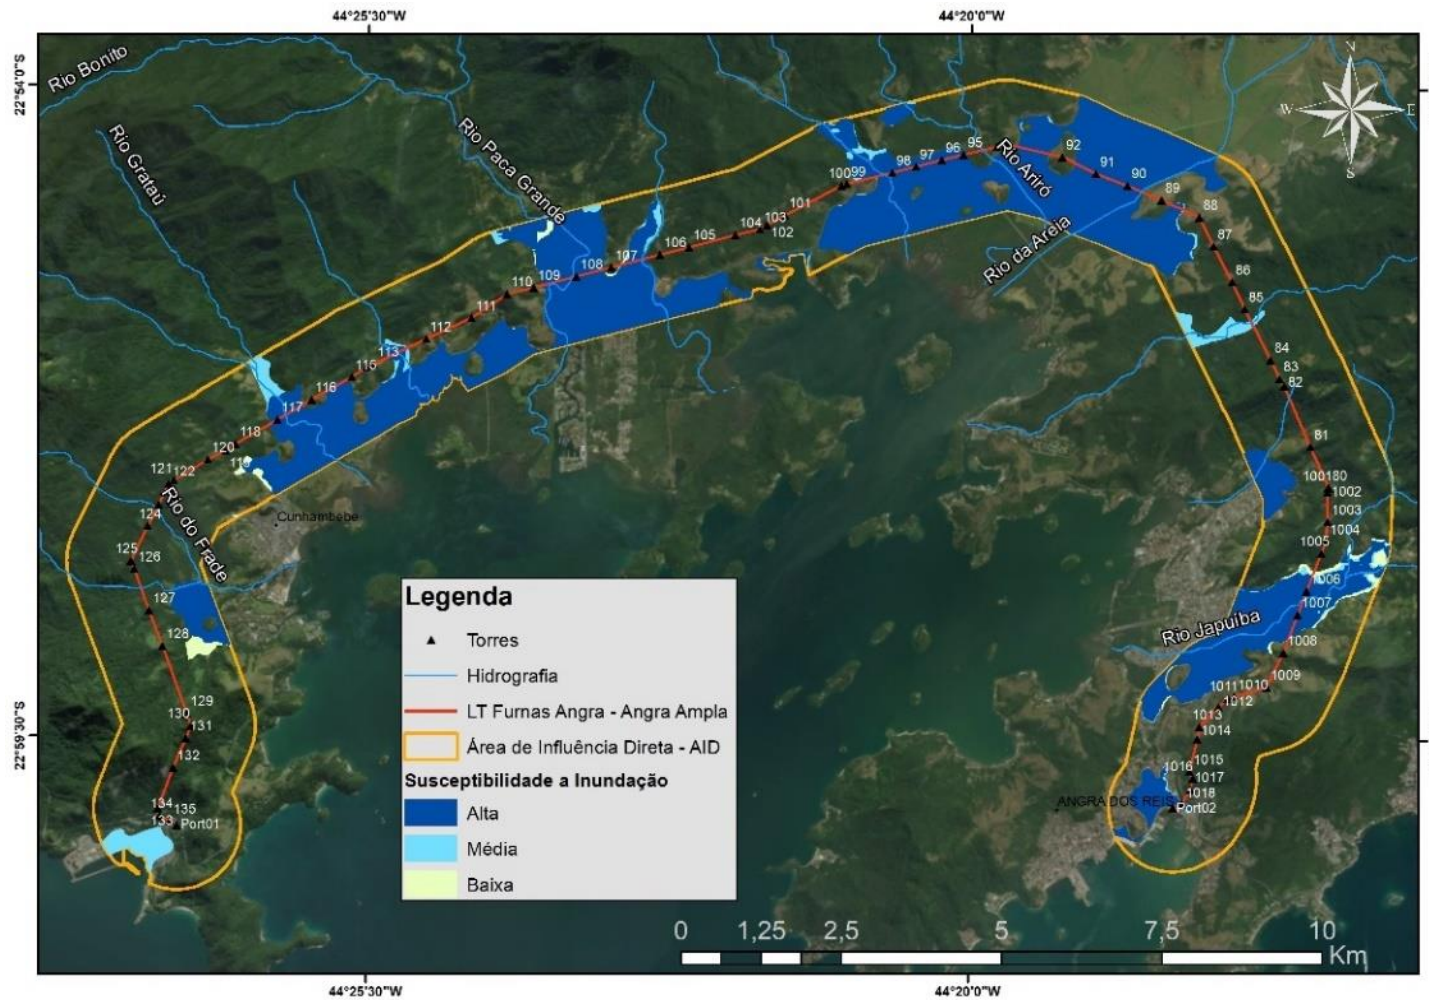 44°25'30"W
44°20'0"W
22°54'0"S
22°59'30"S
N
W
E
S
Rio Bonito
Rio Grataú
Rio Paca Grande
Rio Ariró
Rio da Areia
Rio do Frade
Rio Japuíba
Cunhambebe
ANGRA DOS REIS
92
91
90
89
88
87
86
85
84
83
82
81
95
96
97
98
99
100
101
102
103
104
105
106
107
108
109
110
111
112
113
115
116
117
118
120
121
122
124
125
126
127
128
129
130
131
132
134
135
133
Port01
100180
1002
1003
1004
1005
1006
1007
1008
1009
1010
1011
1012
1013
1014
1015
1016
1017
1018
Port02
Legenda
Torres
Hidrografia
LT Furnas Angra - Angra Ampla
Área de Influência Direta - AID
Susceptibilidade a Inundação
Alta
Média
Baixa
0 1,25 2,5 5 7,5 10
Km
44°25'30"W
44°20'0"W